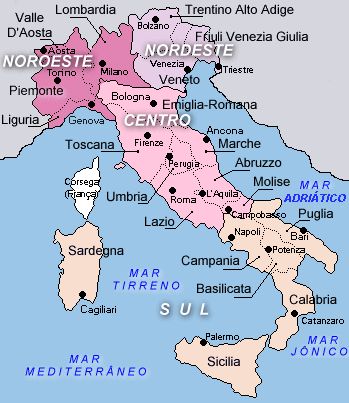 Lombardia
Trentino Alto Adige
Valle
D'Aosta
Bolzano
Friuli Venezia Giulia
NORDESTE
Aosta
NOROESTE
Torino
Milano
Venezia
Triestre
Veneto
Piemonte
Bologna
Emiglia-Romana
Liguria
Genova
CENTRO
Ancona
Toscana
Firenze
Marche
Perugia
Abruzzo
Corsega
(França)
Umbria
Roma
L'Aquila
Molise
MAR
ADRIÁTICO
Lazio
Campobasso
Puglia
Napoli
Bari
Sardegna
Potenza
Campania
MAR
TIRRENO
Basilicata
Cagliari
SUL
Calabria
Catanzaro
Palermo
MAR
JÔNICO
MAR
MEDITERRÂNEO
Sicilia